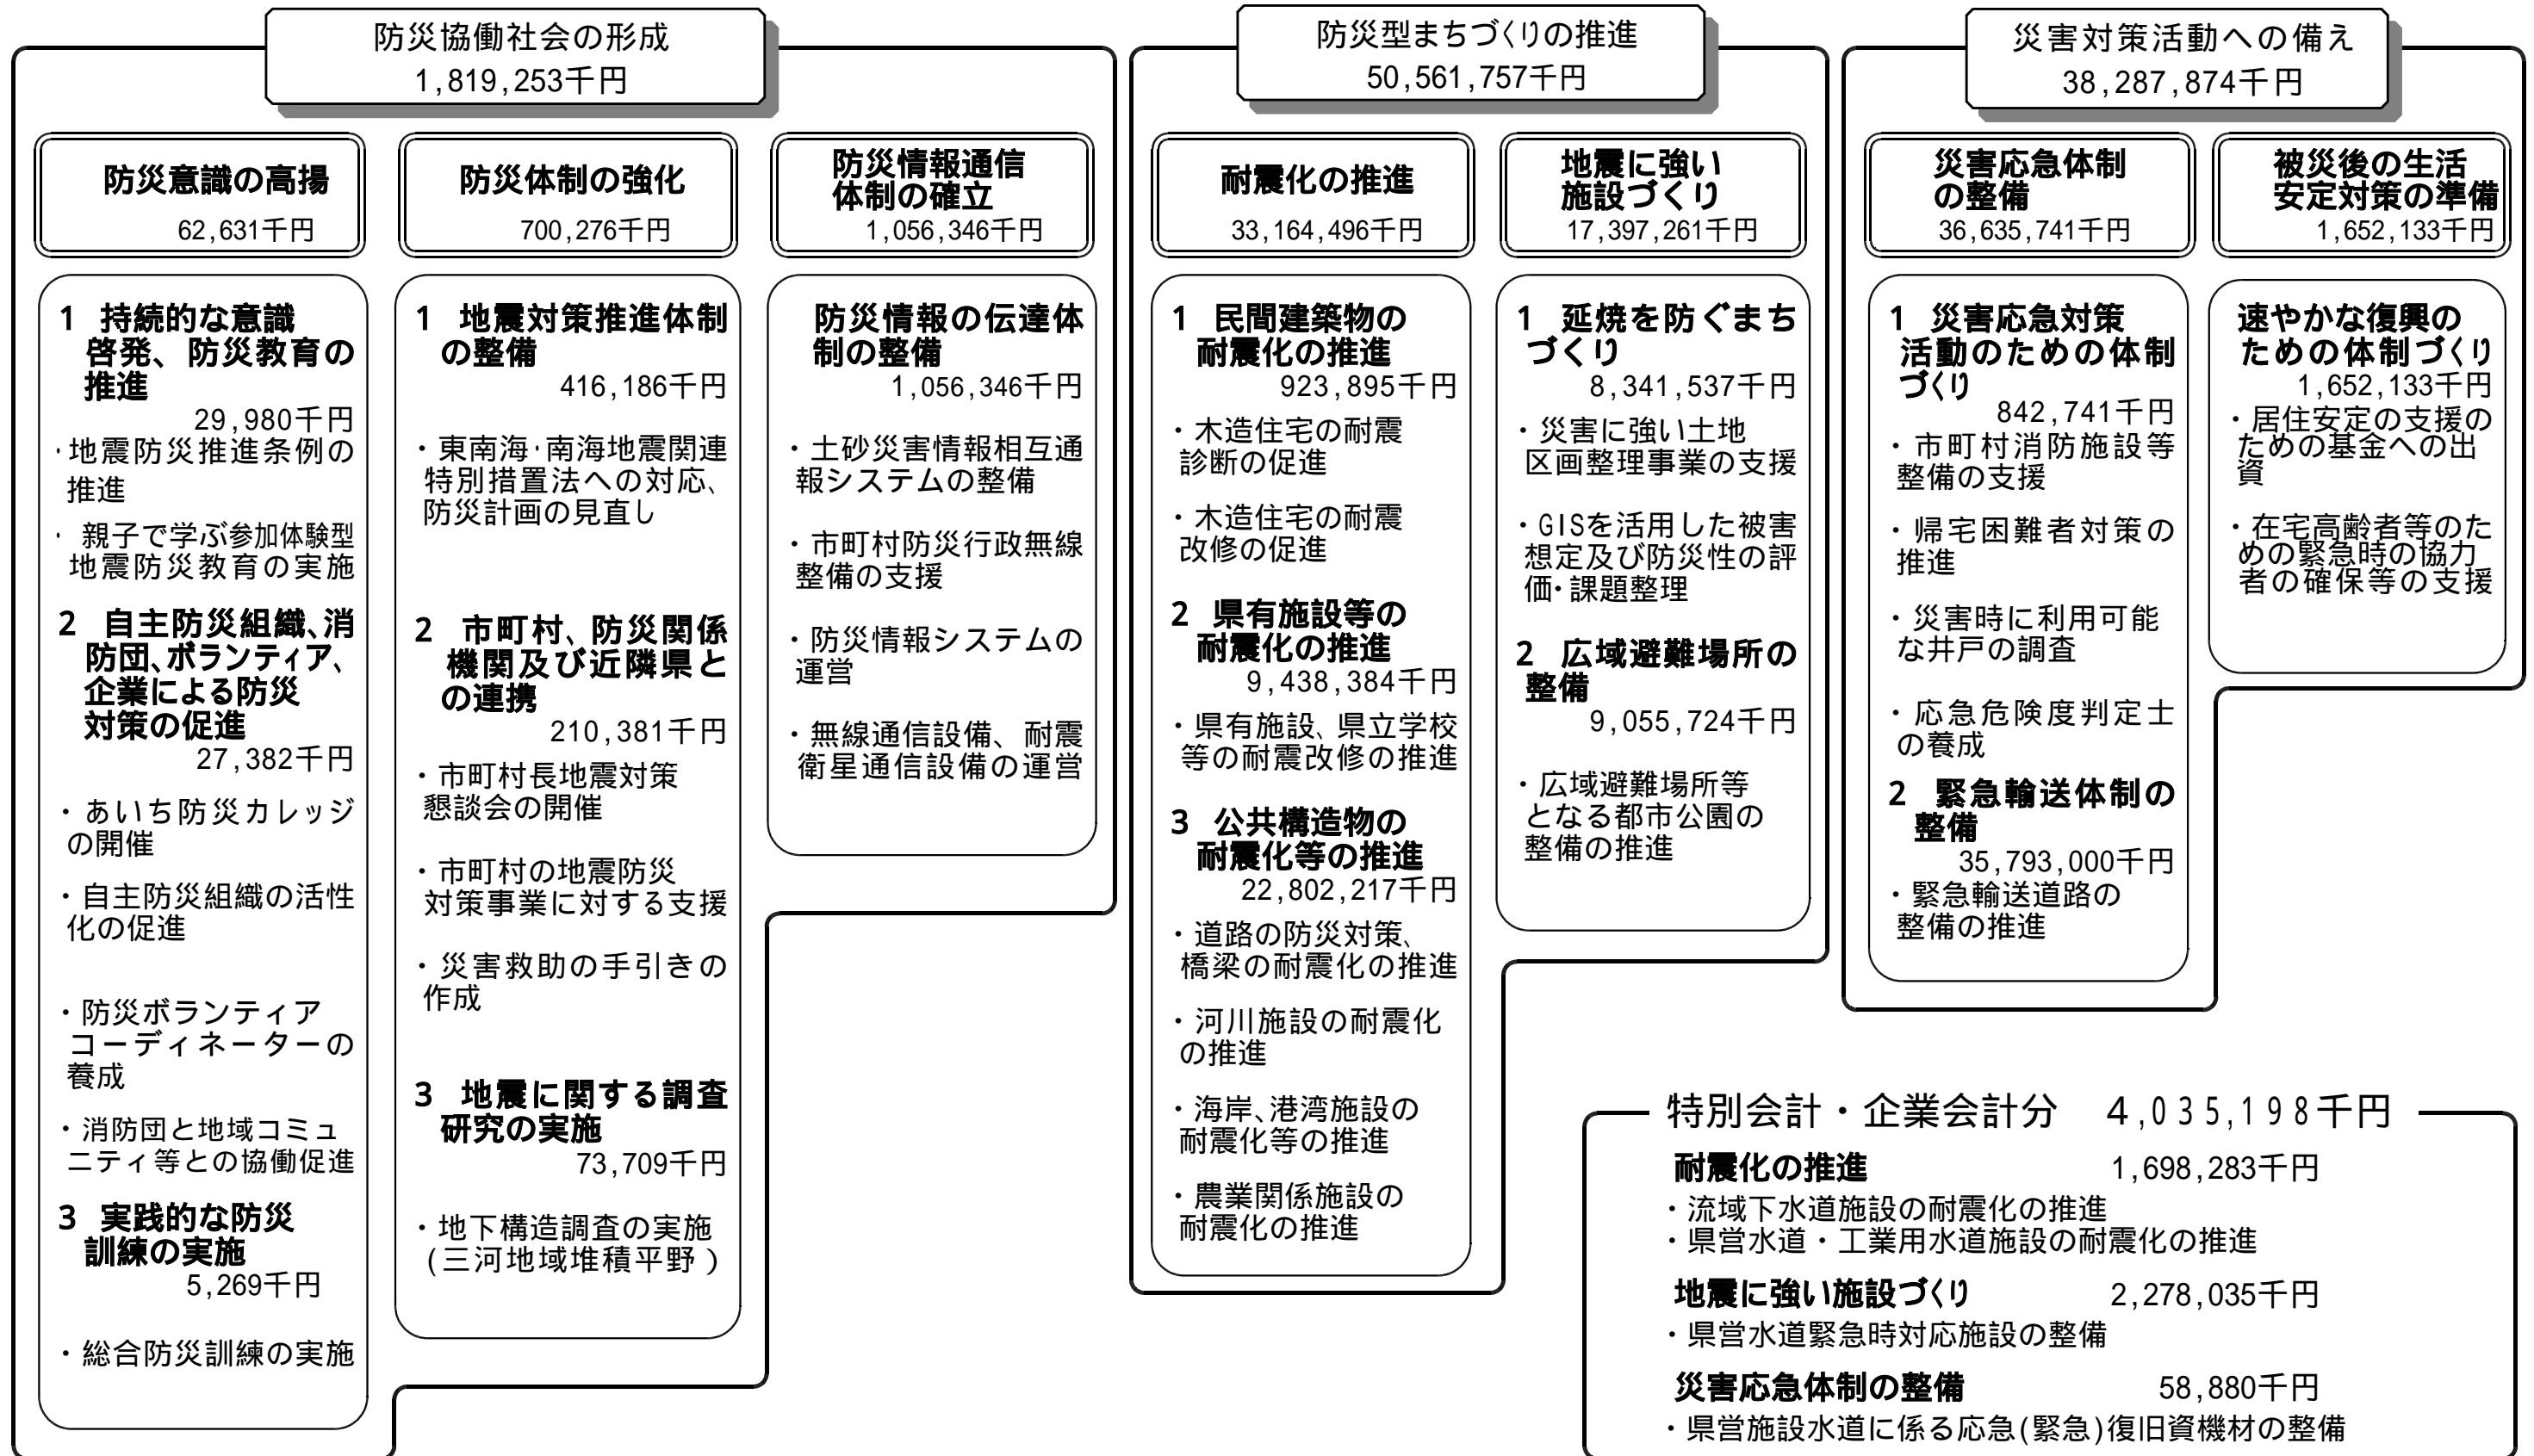 防災協働社会の形成
1,819,253千円
防災意識の高揚
62,631千円
1 持続的な意識
啓発、防災教育の
推進
29,980千円
・地震防災推進条例の
推進
・ 親子で学ぶ参加体験型
地震防災教育の実施
2 自主防災組織、消
防団、ボランティア、
企業による防災
対策の促進
27,382千円
・あいち防災カレッジ
の開催
・自主防災組織の活性
化の促進
・防災ボランティア
コーディネーターの
養成
・消防団と地域コミュ
ニティ等との協働促進
3 実践的な防災
訓練の実施
5,269千円
・総合防災訓練の実施
防災体制の強化
700,276千円
1 地震対策推進体制
の整備
416,186千円
・東南海・南海地震関連
特別措置法への対応、
防災計画の見直し
2 市町村、防災関係
機関及び近隣県と
の連携
210,381千円
・市町村長地震対策
懇談会の開催
・市町村の地震防災
対策事業に対する支援
・災害救助の手引きの
作成
3 地震に関する調査
研究の実施
73,709千円
・地下構造調査の実施
(三河地域堆積平野)
防災情報通信
体制の確立
1,056,346千円
防災情報の伝達体
制の整備
1,056,346千円
・土砂災害情報相互通
報システムの整備
・市町村防災行政無線
整備の支援
・防災情報システムの
運営
・無線通信設備、耐震
衛星通信設備の運営
防災型まちづくりの推進
50,561,757千円
耐震化の推進
33,164,496千円
1 民間建築物の
耐震化の推進
923,895千円
・木造住宅の耐震
診断の促進
・木造住宅の耐震
改修の促進
2 県有施設等の
耐震化の推進
9,438,384千円
・県有施設、県立学校
等の耐震改修の推進
3 公共構造物の
耐震化等の推進
22,802,217千円
・道路の防災対策、
橋梁の耐震化の推進
・河川施設の耐震化
の推進
・海岸、港湾施設の
耐震化等の推進
・農業関係施設の
耐震化の推進
地震に強い
施設づくり
17,397,261千円
1 延焼を防ぐまち
づくり
8,341,537千円
・災害に強い土地
区画整理事業の支援
・GISを活用した被害
想定及び防災性の評
価・課題整理
2 広域避難場所の
整備
9,055,724千円
・広域避難場所等
となる都市公園の
整備の推進
災害対策活動への備え
38,287,874千円
災害応急体制
の整備
36,635,741千円
1 災害応急対策
活動のための体制
づくり
842,741千円
・市町村消防施設等
整備の支援
・帰宅困難者対策の
推進
・災害時に利用可能
な井戸の調査
・応急危険度判定士
の養成
2 緊急輸送体制の
整備
35,793,000千円
・緊急輸送道路の
整備の推進
被災後の生活
安定対策の準備
1,652,133千円
速やかな復興の
ための体制づくり
1,652,133千円
・居住安定の支援の
ための基金への出
資
・在宅高齢者等のた
めの緊急時の協力
者の確保等の支援
特別会計・企業会計分 4,035,198千円
耐震化の推進 1,698,283千円
・流域下水道施設の耐震化の推進
・県営水道・工業用水道施設の耐震化の推進
地震に強い施設づくり 2,278,035千円
・県営水道緊急時対応施設の整備
災害応急体制の整備 58,880千円
・県営施設水道に係る応急(緊急)復旧資機材の整備